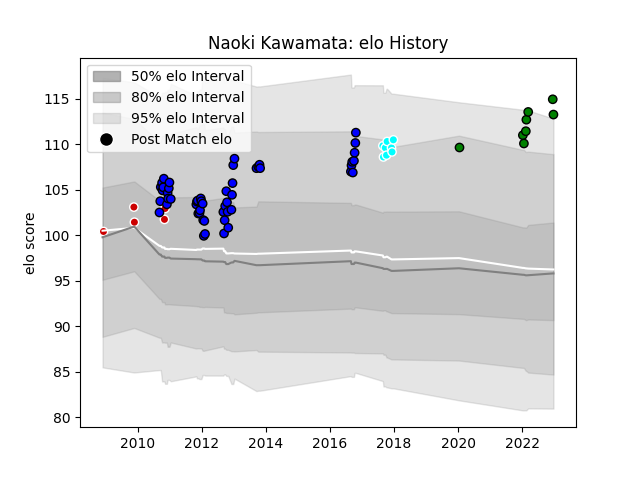 Naoki Kawamata: elo History
50% elo Interval
80% elo Interval
95% elo Interval
Post Match elo
elo score
115
110
105
100
95
90
85
80
2010
2012
2014
2016
2018
2020
2022